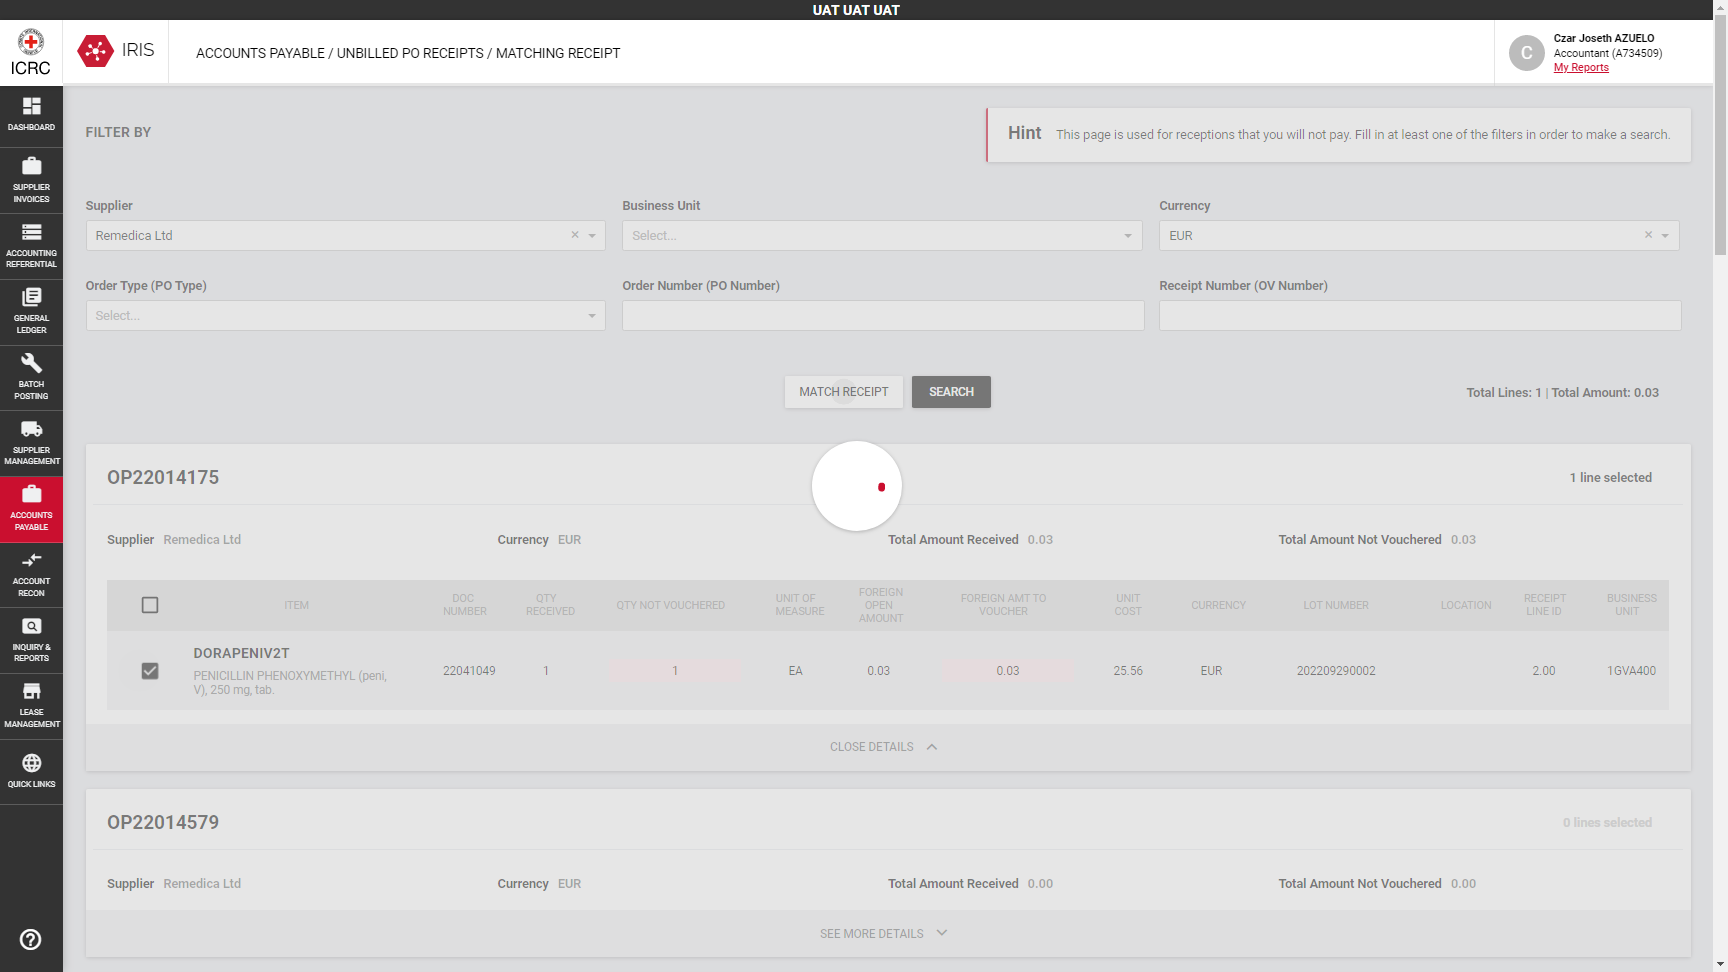 UAT UAT UAT
ICRC
IRIS
ACCOUNTS PAYABLE / UNBILLED PO RECEIPTS / MATCHING RECEIPT
C
Czar Joseth AZUELO
Accountant (A734509)
My Reports
DASHBOARD
SUPPLIER
INVOICES
ACCOUNTING
REFERENTIAL
GENERAL
LEDGER
BATCH
POSTING
SUPPLIER
MANAGEMENT
ACCOUNTS
PAYABLE
ACCOUNT
RECON
INQUIRY &
REPORTS
LEASE
MANAGEMENT
QUICK LINKS
FILTER BY
Hint This page is used for receptions that you will not pay. Fill in at least one of the filters in order to make a search.
Supplier Business Unit Currency
Remedica Ltd Select... EUR
Order Type (PO Type) Order Number (PO Number) Receipt Number (OV Number)
Select...
MATCH RECEIPT SEARCH Total Lines: 1 | Total Amount: 0.03
OP22014175 1 line selected
Supplier Remedica Ltd Currency EUR Total Amount Received 0.03 Total Amount Not Vouchered 0.03
ITEM
DOC
NUMBER
QTY
RECEIVED
QTY NOT VOUCHERED
UNIT OF
MEASURE
FOREIGN
OPEN
AMOUNT
FOREIGN AMT TO
VOUCHER
UNIT
COST
CURRENCY
LOT NUMBER
LOCATION
RECEIPT
LINE ID
BUSINESS
UNIT
DORAPENIV2T
PENICILLIN PHENOXYMETHYL (peni,
V), 250 mg, tab.
22041049 1 1 EA 0.03 0.03 25.56 EUR 202209290002 2.00 1GVA400
CLOSE DETAILS
OP22014579 0 lines selected
Supplier Remedica Ltd Currency EUR Total Amount Received 0.00 Total Amount Not Vouchered 0.00
SEE MORE DETAILS